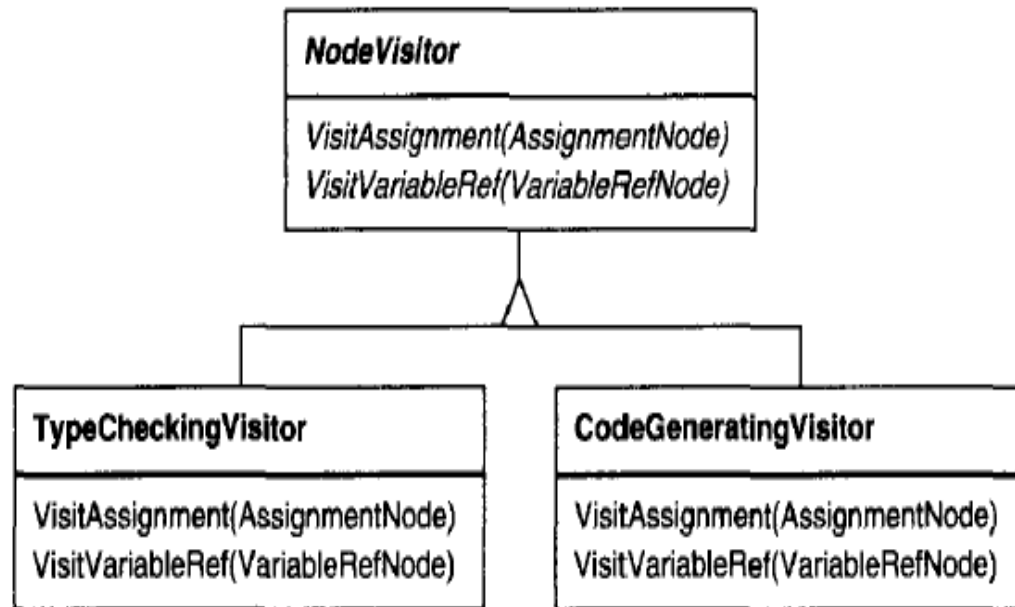 NodeVisitor
VisitAssignment(AssignmentNode)
VisitVariableRef(VariableRefNode)
TypeCheckingVisitor
VisitAssignment(AssignmentNode)
VisitVariableRef(VariableRefNode)
CodeGeneratingVisitor
VisitAssignment(AssignmentNode)
VisitVariableRef(VariableRefNode)